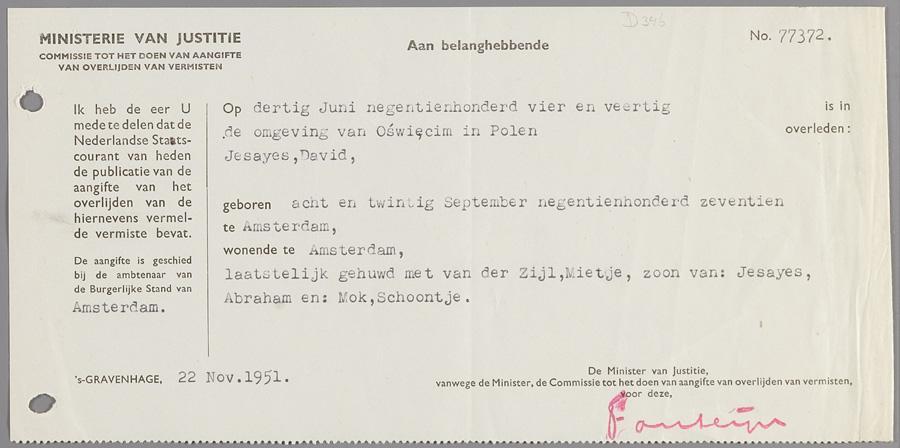 D 346
MINISTERIE VAN JUSTITIE
COMMISSIE TOT HET DOEN VAN AANGIFTE
VAN OVERLIJDEN VAN VERMISTEN
Aan belanghebbende
No. 77372.
Ik heb de eer U
mede te delen dat de
Nederlandse Staats-
courant van heden
de publicatie van de
aangifte van het
overlijden van de
hiernevens vermel-
de vermiste bevat.
De aangifte is geschied
bij de ambtenaar van
de Burgerlijke Stand van
Amsterdam.
Op dertig Juni negentienhonderd vier en veertig is in
de omgeving van Oświęcim in Polen overleden:
Jesayes,David,
geboren acht en twintig September negentienhonderd zeventien
te Amsterdam,
wonende te Amsterdam,
laatstelijk gehuwd met van der Zijl,Mietje, zoon van: Jesayes,
Abraham en: Mok,Schoontje.
's-GRAVENHAGE, 22 Nov.1951.
De Minister van Justitie,
vanwege de Minister, de Commissie tot het doen van aangifte van overlijden van vermisten,
voor deze,